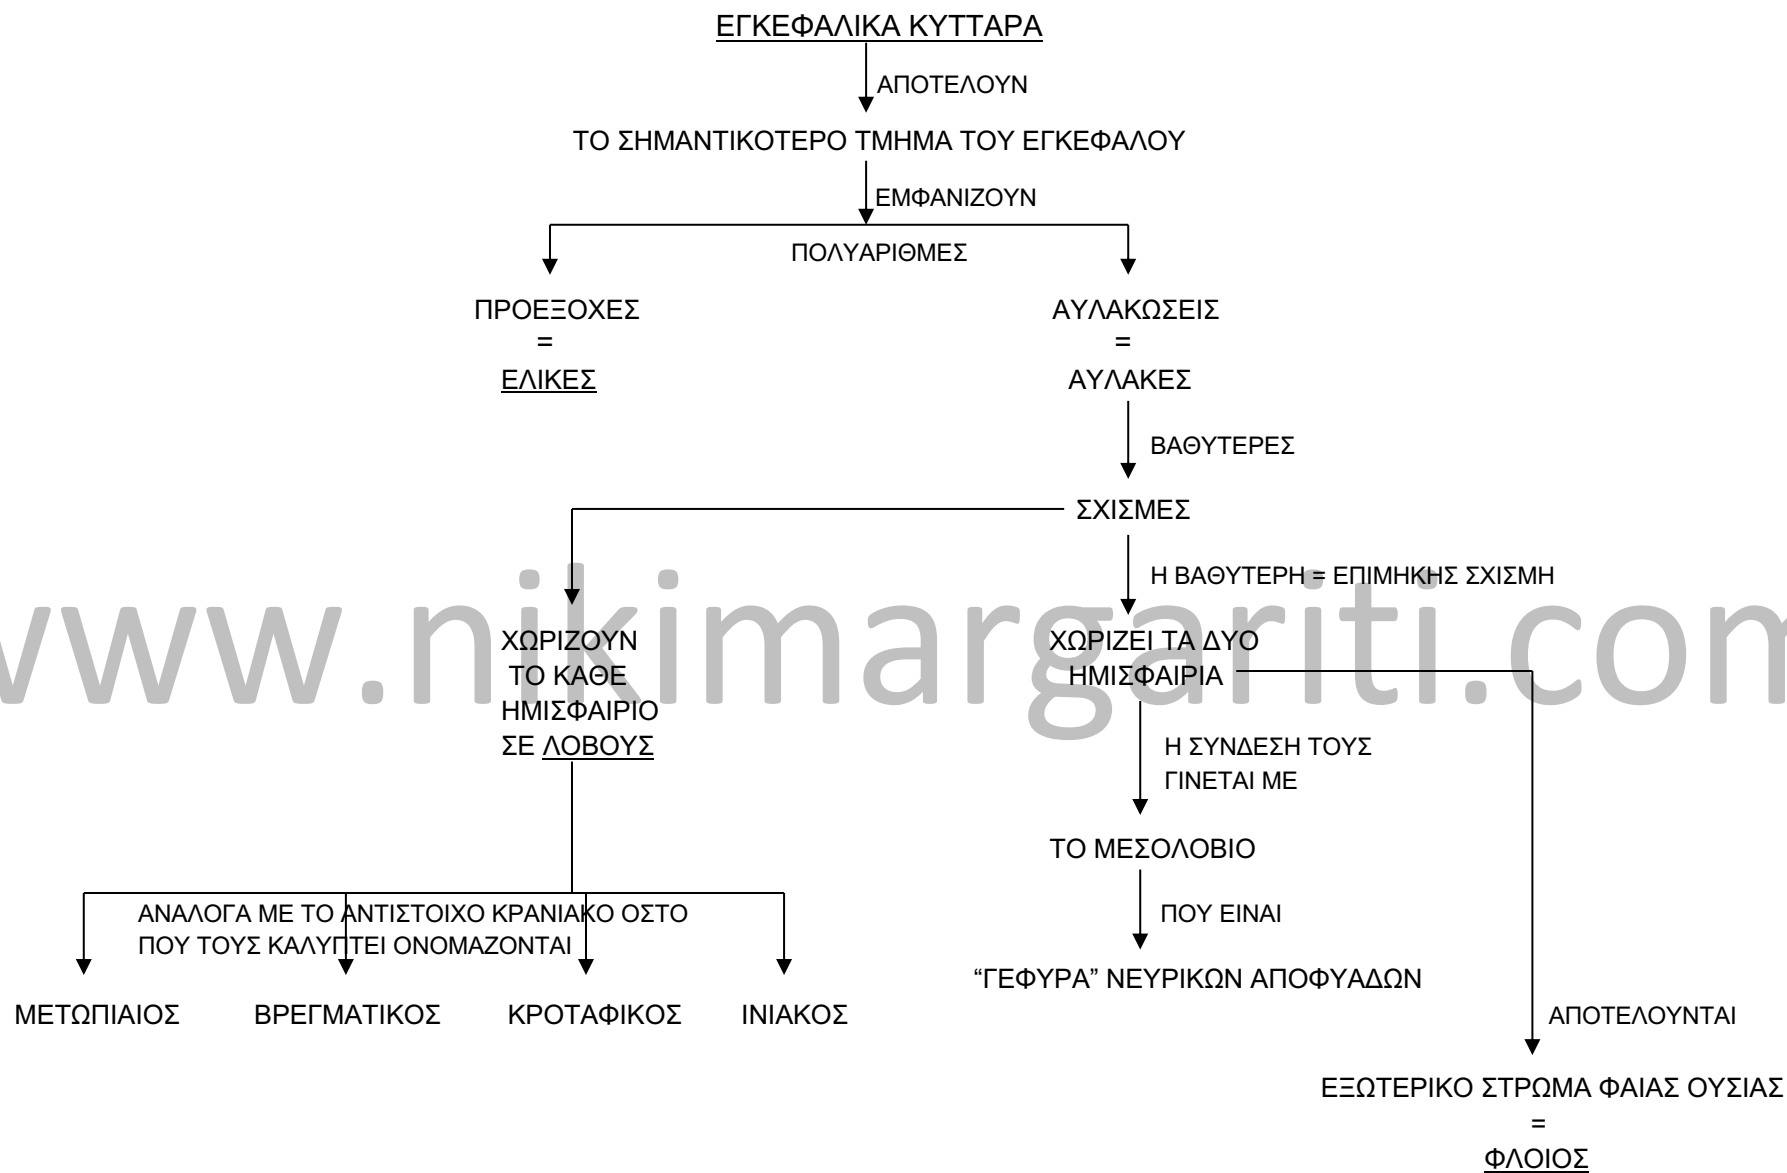 ΕΓΚΕΦΑΛΙΚΑ ΚΥΤΤΑΡΑ
ΑΠΟΤΕΛΟΥΝ
ΤΟ ΣΗΜΑΝΤΙΚΟΤΕΡΟ ΤΜΗΜΑ ΤΟΥ ΕΓΚΕΦΑΛΟΥ
ΕΜΦΑΝΙΖΟΥΝ
ΠΟΛΥΑΡΙΘΜΕΣ
ΠΡΟΕΞΟΧΕΣ
=
ΕΛΙΚΕΣ
ΑΥΛΑΚΩΣΕΙΣ
=
ΑΥΛΑΚΕΣ
ΒΑΘΥΤΕΡΕΣ
ΣΧΙΣΜΕΣ
Η ΒΑΘΥΤΕΡΗ = ΕΠΙΜΗΚΗΣ ΣΧΙΣΜΗ
www.nikimargariti.com
ΧΩΡΙΖΟΥΝ
ΤΟ ΚΑΘΕ
ΗΜΙΣΦΑΙΡΙΟ
ΣΕ ΛΟΒΟΥΣ
ΧΩΡΙΖΕΙ ΤΑ ΔΥΟ
ΗΜΙΣΦΑΙΡΙΑ
Η ΣΥΝΔΕΣΗ ΤΟΥΣ
ΓΙΝΕΤΑΙ ΜΕ
ΤΟ ΜΕΣΟΛΟΒΙΟ
ΠΟΥ ΕΙΝΑΙ
“ΓΕΦΥΡΑ” ΝΕΥΡΙΚΩΝ ΑΠΟΦΥΑΔΩΝ
ΑΝΑΛΟΓΑ ΜΕ ΤΟ ΑΝΤΙΣΤΟΙΧΟ ΚΡΑΝΙΑΚΟ ΟΣΤΟ
ΠΟΥ ΤΟΥΣ ΚΑΛΥΠΤΕΙ ΟΝΟΜΑΖΟΝΤΑΙ
ΜΕΤΩΠΙΑΙΟΣ ΒΡΕΓΜΑΤΙΚΟΣ ΚΡΟΤΑΦΙΚΟΣ ΙΝΙΑΚΟΣ
ΑΠΟΤΕΛΟΥΝΤΑΙ
ΕΞΩΤΕΡΙΚΟ ΣΤΡΩΜΑ ΦΑΙΑΣ ΟΥΣΙΑΣ
=
ΦΛΟΙΟΣ